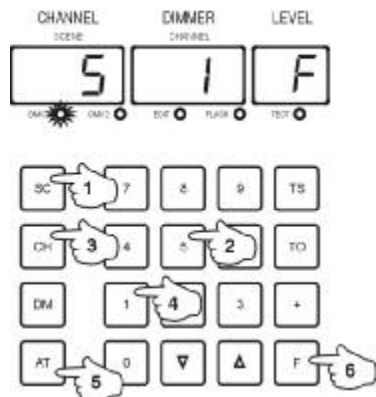 CHANNEL DIMMER LEVEL
SCENE CHANNEL
5 1 F
DMX 2 EDIT FLASH TEST
SC 1 7 8 9 TS
CH 3 4 5 2 TO
DM 1 4 3 +
AT 5 0 F 6